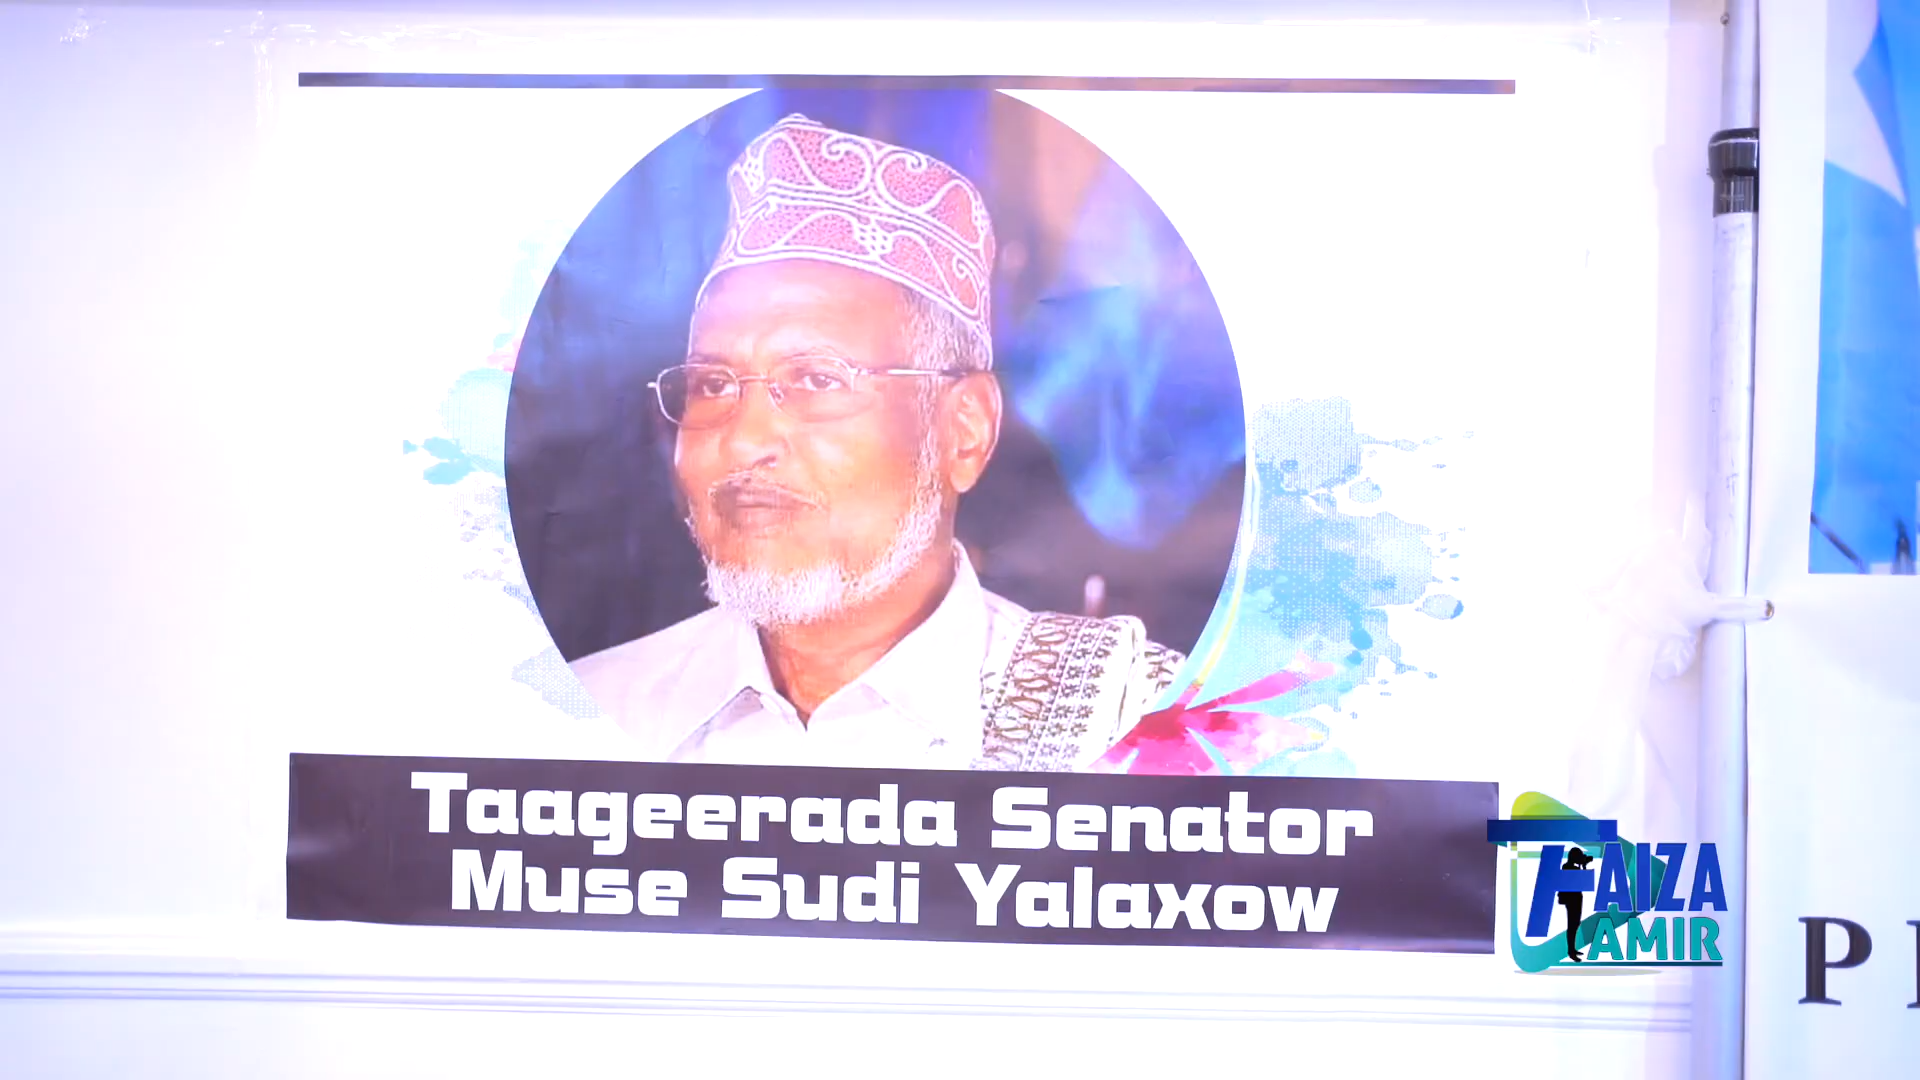 Taageerada Senator
Muse Sudi Yalaxow
FAIZA
AMIR
P